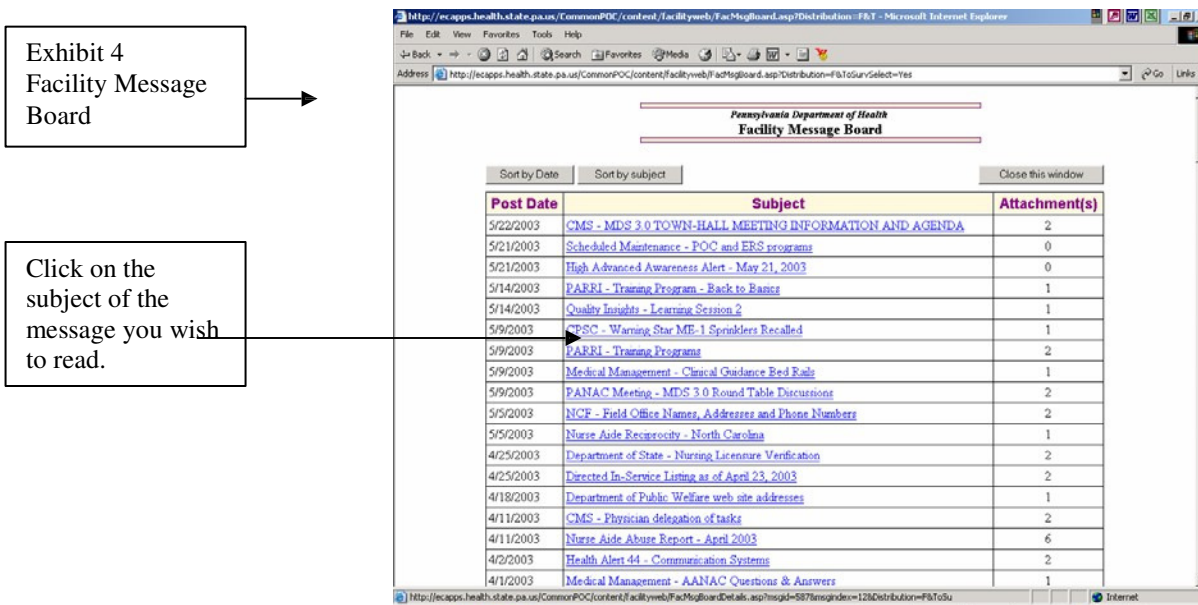 Exhibit 4
Facility Message
Board
Click on the
subject of the
message you wish
to read.
http://ecapps.health.state.pa.us/CommonPOC/content/facilityweb/FacMsgBoard.asp?Distribution=F&T - Microsoft Internet Explorer
File Edit View Favorites Tools Help
Back Search Favorites Media
Address http://ecapps.health.state.pa.us/CommonPOC/content/facilityweb/FacMsgBoard.asp?Distribution=F&ToSurvSelect=Yes Go Links
Pennsylvania Department of Health
Facility Message Board
Sort by Date Sort by subject Close this window
Post Date Subject Attachment(s)
5/22/2003 CMS - MDS 3.0 TOWN-HALL MEETING INFORMATION AND AGENDA 2
5/21/2003 Scheduled Maintenance - POC and ERS programs 0
5/21/2003 High Advanced Awareness Alert - May 21, 2003 0
5/14/2003 PARRI - Training Program - Back to Basics 1
5/14/2003 Quality Insights - Learning Session 2 1
5/9/2003 CPSC - Warning Star ME-1 Sprinklers Recalled 1
5/9/2003 PARRI - Training Programs 2
5/9/2003 Medical Management - Clinical Guidance Bed Rails 1
5/9/2003 PANAC Meeting - MDS 3.0 Round Table Discussions 2
5/5/2003 NCF - Field Office Names, Addresses and Phone Numbers 2
5/5/2003 Nurse Aide Reciprocity - North Carolina 1
4/25/2003 Department of State - Nursing Licensure Verification 2
4/25/2003 Directed In-Service Listing as of April 23, 2003 2
4/18/2003 Department of Public Welfare web site addresses 1
4/11/2003 CMS - Physician delegation of tasks 2
4/11/2003 Nurse Aide Abuse Report - April 2003 6
4/2/2003 Health Alert 44 - Communication Systems 2
4/1/2003 Medical Management - AANAC Questions & Answers 1
http://ecapps.health.state.pa.us/CommonPOC/content/facilityweb/FacMsgBoardDetails.asp?msgid=587&msgindex=12&Distribution=F&ToSu Internet